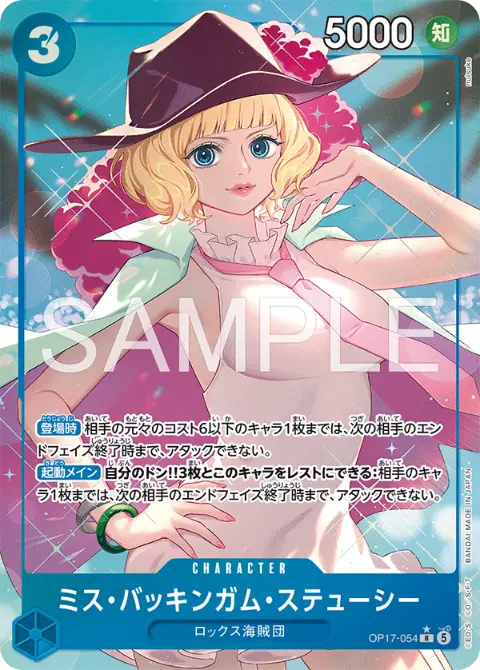 3
5000 知
nuisuke
SAMPLE
登場時 相手の元々のコスト6以下のキャラ1枚までは、次の相手のエン
ドフェイズ終了時まで、アタックできない。
起動メイン 自分のドン!!3枚とこのキャラをレストにできる:相手のキャ
ラ1枚までは、次の相手のエンドフェイズ終了時まで、アタックできない。
CHARACTER
ミス・バッキンガム・ステューシー
ロックス海賊団
OP17-054 R 5
©E.O/S. ©O/S・F・T BANDAI MADE IN JAPAN